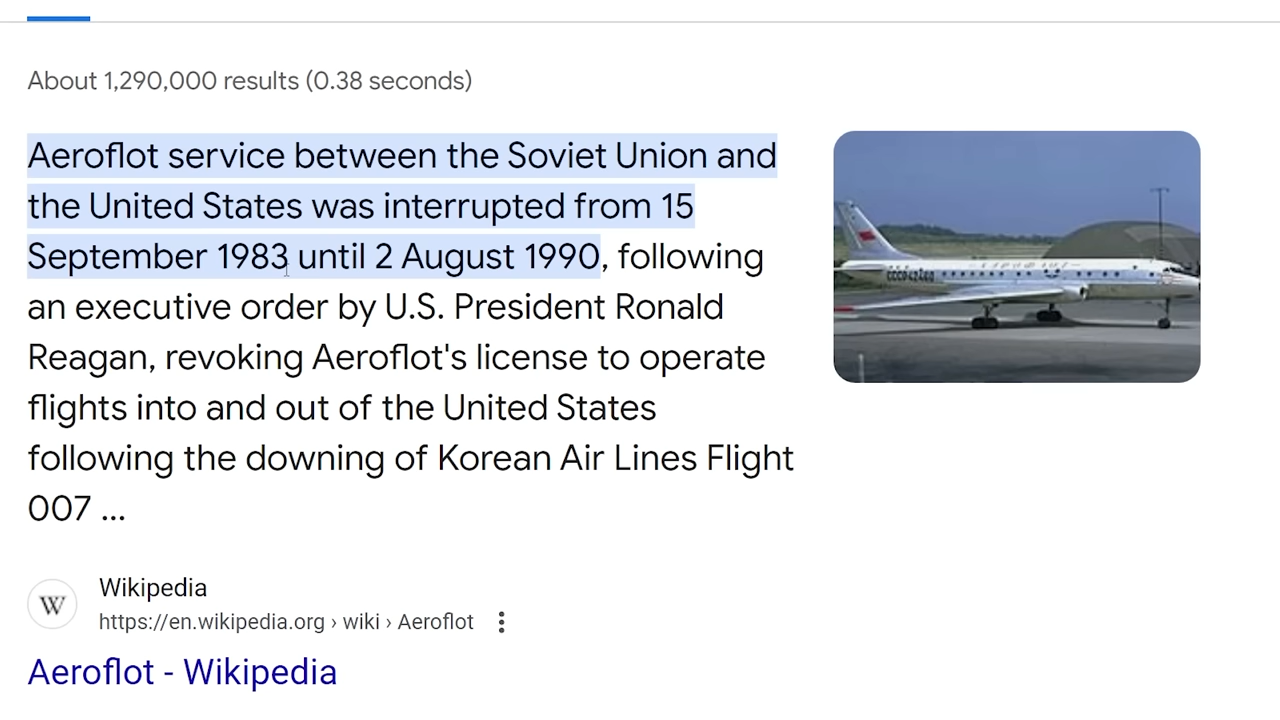 About 1,290,000 results (0.38 seconds)
Aeroflot service between the Soviet Union and
the United States was interrupted from 15
September 1983 until 2 August 1990, following
an executive order by U.S. President Ronald
Reagan, revoking Aeroflot's license to operate
flights into and out of the United States
following the downing of Korean Air Lines Flight
007 ...
W
Wikipedia
https://en.wikipedia.org › wiki › Aeroflot
Aeroflot - Wikipedia